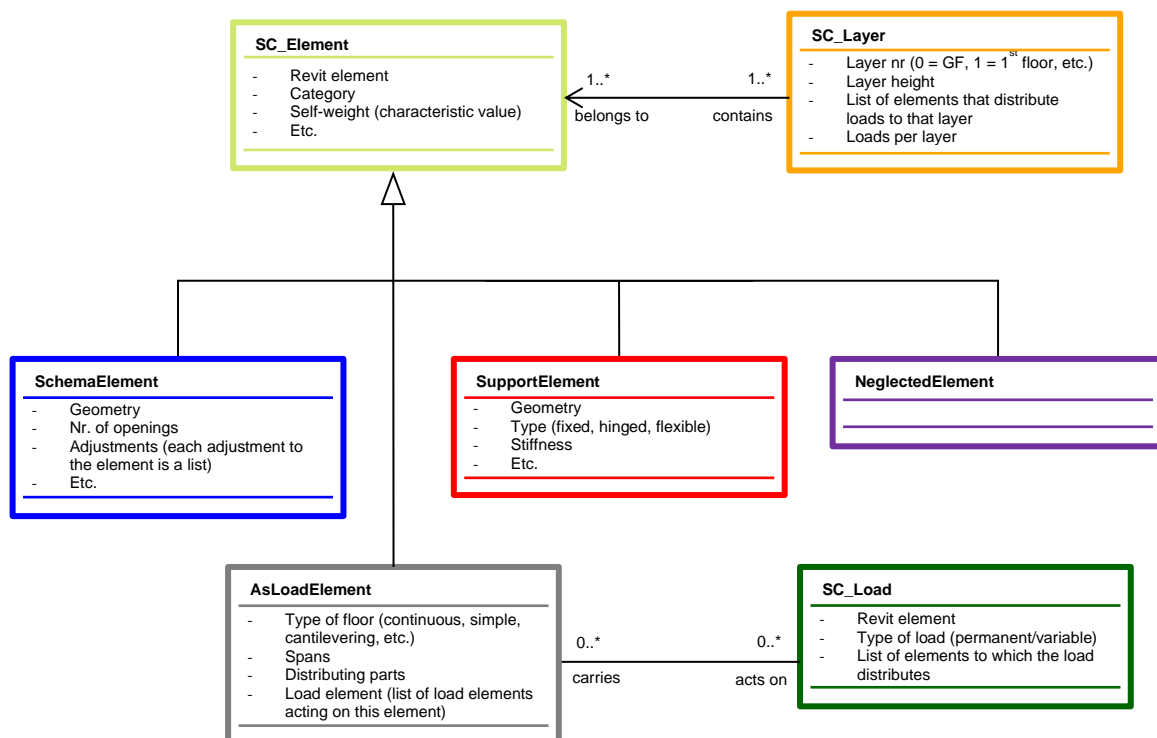 SC_Element
- Revit element
- Category
- Self-weight (characteristic value)
- Etc.
SC_Layer
- Layer nr (0 = GF, 1 = 1st floor, etc.)
- Layer height
- List of elements that distribute
loads to that layer
- Loads per layer
1..* 1..*
belongs to contains
SchemaElement
- Geometry
- Nr. of openings
- Adjustments (each adjustment to
the element is a list)
- Etc.
SupportElement
- Geometry
- Type (fixed, hinged, flexible)
- Stiffness
- Etc.
NeglectedElement
AsLoadElement
- Type of floor (continuous, simple,
cantilevering, etc.)
- Spans
- Distributing parts
- Load element (list of load elements
acting on this element)
0..* 0..*
carries acts on
SC_Load
- Revit element
- Type of load (permanent/variable)
- List of elements to which the load
distributes